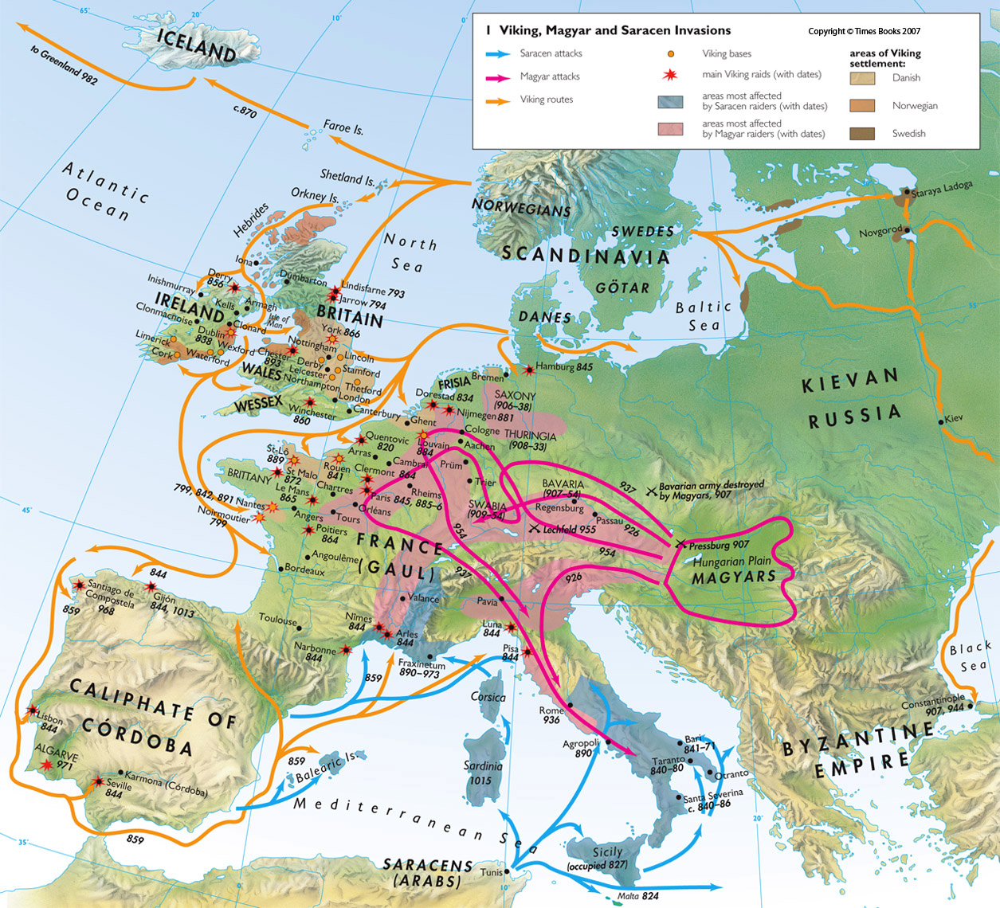 1 Viking, Magyar and Saracen Invasions
Copyright © Times Books 2007
Saracen attacks
Magyar attacks
Viking routes
Viking bases
main Viking raids (with dates)
areas most affected
by Saracen raiders (with dates)
areas most affected
by Magyar raiders (with dates)
areas of Viking
settlement:
Danish
Norwegian
Swedish
65°
20°
10°
0°
ICELAND
to Greenland 982
c.870
Faroe Is.
Atlantic
Ocean
Shetland Is.
Orkney Is.
Hebrides
North
Sea
NORWEGIANS
SWEDES
SCANDINAVIA
GÖTAR
DANES
Baltic
Sea
Staraya Ladoga
Novgorod
55°
Iona
Derry
856
Dumbarton
Lindisfarne 793
Jarrow 794
Inishmurray
IRELAND
Kells
Armagh
BRITAIN
Clonmacnoise
Clonard
Isle of
Man
Dublin
838
York 866
Limerick
Wexford
Cork
Waterford
Nottingham
Chester
893
Derby
Lincoln
Leicester
Stamford
WALES
Northampton
Thetford
London
WESSEX
Winchester
860
Canterbury
FRISIA
Bremen
Hamburg 845
Dorestad 834
Nijmegen 881
SAXONY
(906–38)
Ghent
Cologne
THURINGIA
(908–33)
Louvain
884
Aachen
Quentovic
820
Arras
Cambrai
Prüm
St-Lô
889
Rouen
841
Clermont
864
Trier
BRITTANY
St Malo
872
Chartres
Rheims
Le Mans
865
Paris 845, 885–6
799, 842, 891 Nantes
Orléans
Angers
Tours
Noirmoutier
799
Poitiers
864
FRANCE
(GAUL)
Angoulême
Bordeaux
SWABIA
(909–54)
BAVARIA
(907–54)
937
Bavarian army destroyed
by Magyars, 907
Regensburg
Passau
926
Lechfeld 955
954
954
Pressburg 907
Hungarian Plain
MAGYARS
937
926
KIEVAN
RUSSIA
Kiev
45°
844
Santiago de
Compostela
968
859
Gijón
844, 1013
Valance
Pavia
Toulouse
Nîmes
844
Arles
844
Luna
844
Narbonne
844
Pisa
844
Fraxinetum
890–973
859
Black
Sea
CALIPHATE OF
CÓRDOBA
Corsica
Rome
936
Constantinople
907, 944
Lisbon
844
ALGARVE
971
Agropoli
890
Bari
841–71
BYZANTINE
EMPIRE
859
Balearic Is.
Sardinia
1015
Taranto
840–80
Otranto
Karmona (Córdoba)
Seville
844
Santa Severina
c. 840–86
Mediterranean Sea
859
20°
35°
Sicily
(occupied 827)
SARACENS
(ARABS)
Tunis
0°
10°
Malta 824